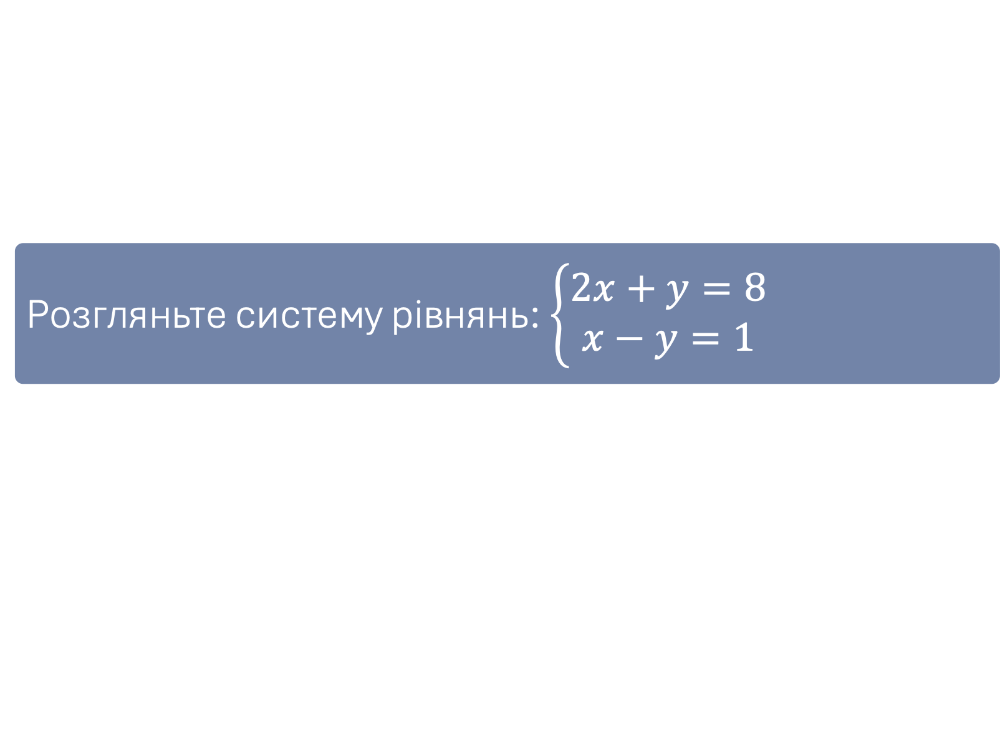 Розгляньте систему рівнянь: {2x + y = 8
x − y = 1